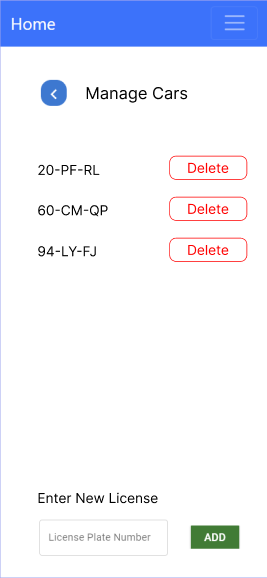 Home
Manage Cars
20-PF-RL Delete
60-CM-QP Delete
94-LY-FJ Delete
Enter New License
License Plate Number ADD